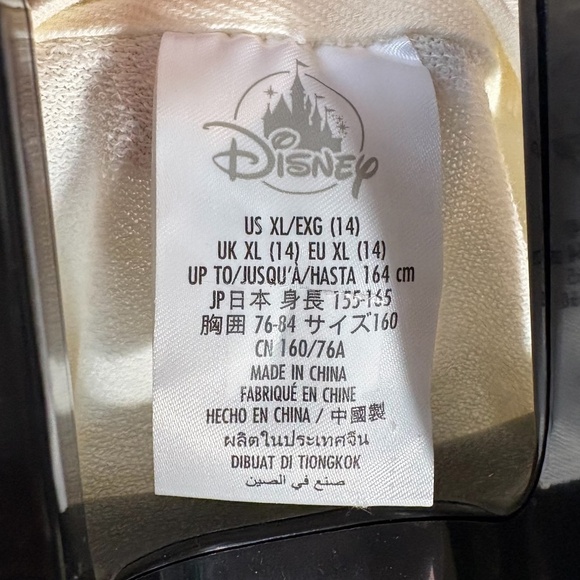 Disney
US XL/EXG (14)
UK XL (14) EU XL (14)
UP TO/JUSQU'À/HASTA 164 cm
JP日本 身長 155-165
胸囲 76-84 サイズ160
CN 160/76A
MADE IN CHINA
FABRIQUÉ EN CHINE
HECHO EN CHINA / 中國製
ผลิตในประเทศจีน
DIBUAT DI TIONGKOK
صنع في الصين